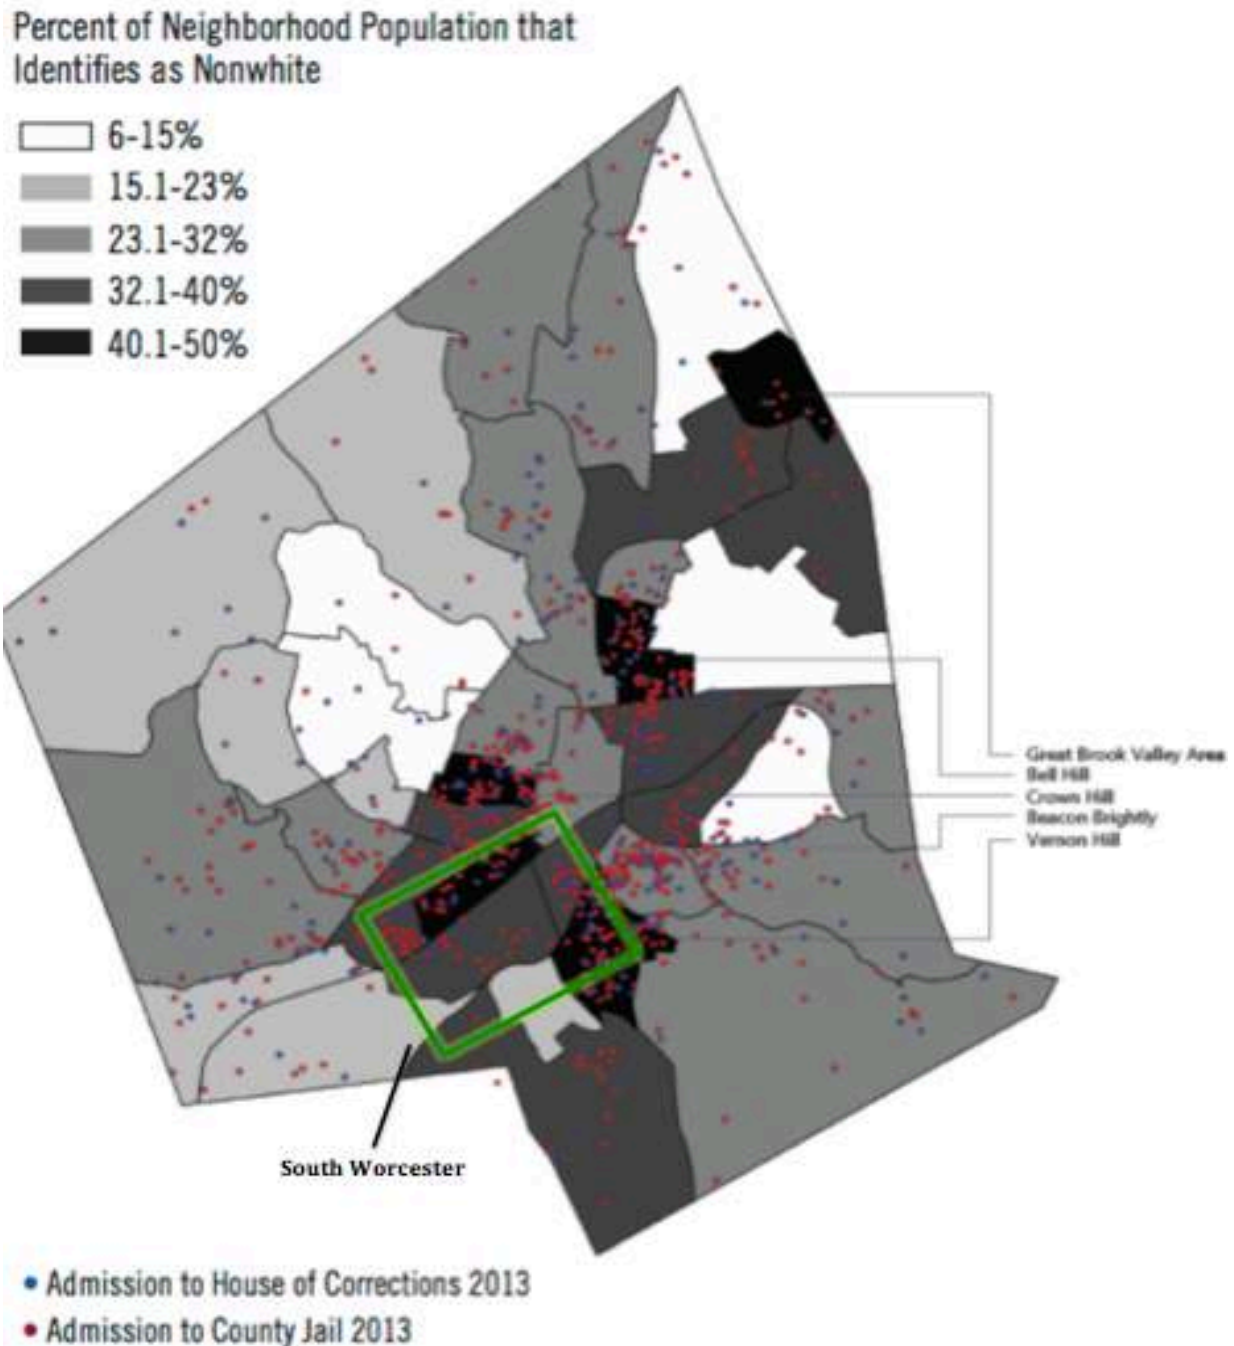 Percent of Neighborhood Population that
Identifies as Nonwhite
6-15%
15.1-23%
23.1-32%
32.1-40%
40.1-50%
Great Brook Valley Area
Bell Hill
Crown Hill
Beacon Brightly
Vernon Hill
South Worcester
Admission to House of Corrections 2013
Admission to County Jail 2013